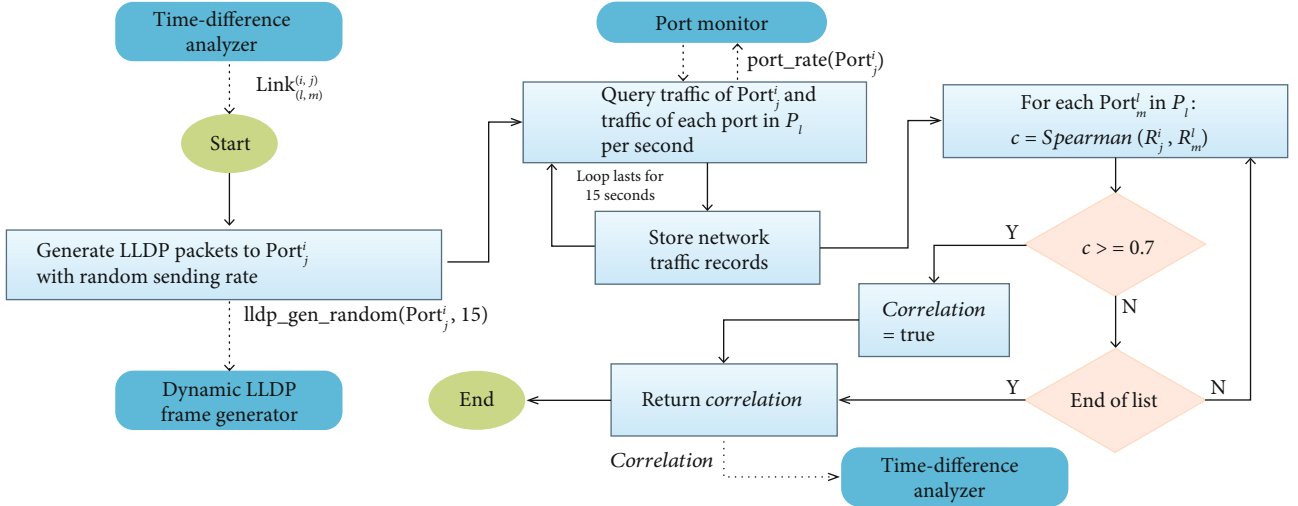 Time-difference
analyzer
Link(i, j)(l, m)
Start
Generate LLDP packets to Portij
with random sending rate
lldp_gen_random(Portij, 15)
Dynamic LLDP
frame generator
Port monitor
port_rate(Portij)
Query traffic of Portij and
traffic of each port in Pl
per second
Loop lasts for
15 seconds
Store network
traffic records
For each Portlm in Pl:
c = Spearman (Rij, Rlm)
Y
c > = 0.7
N
Correlation
= true
End of list
Y
N
Return correlation
End
Correlation
Time-difference
analyzer